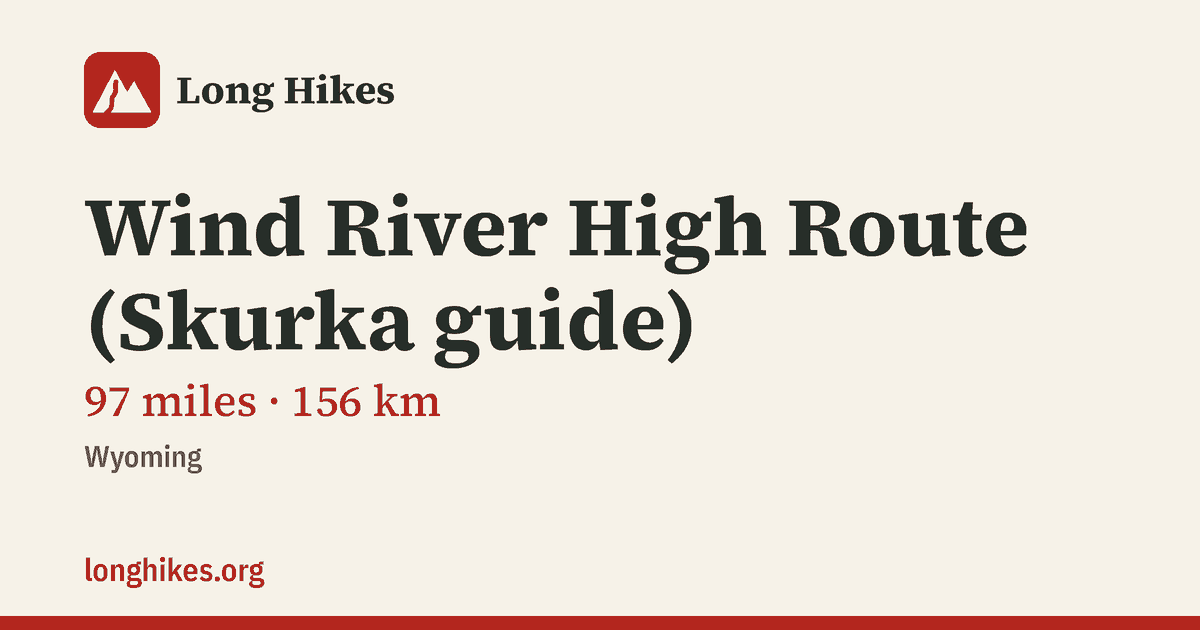 Long Hikes
Wind River High Route
(Skurka guide)
97 miles · 156 km
Wyoming
longhikes.org